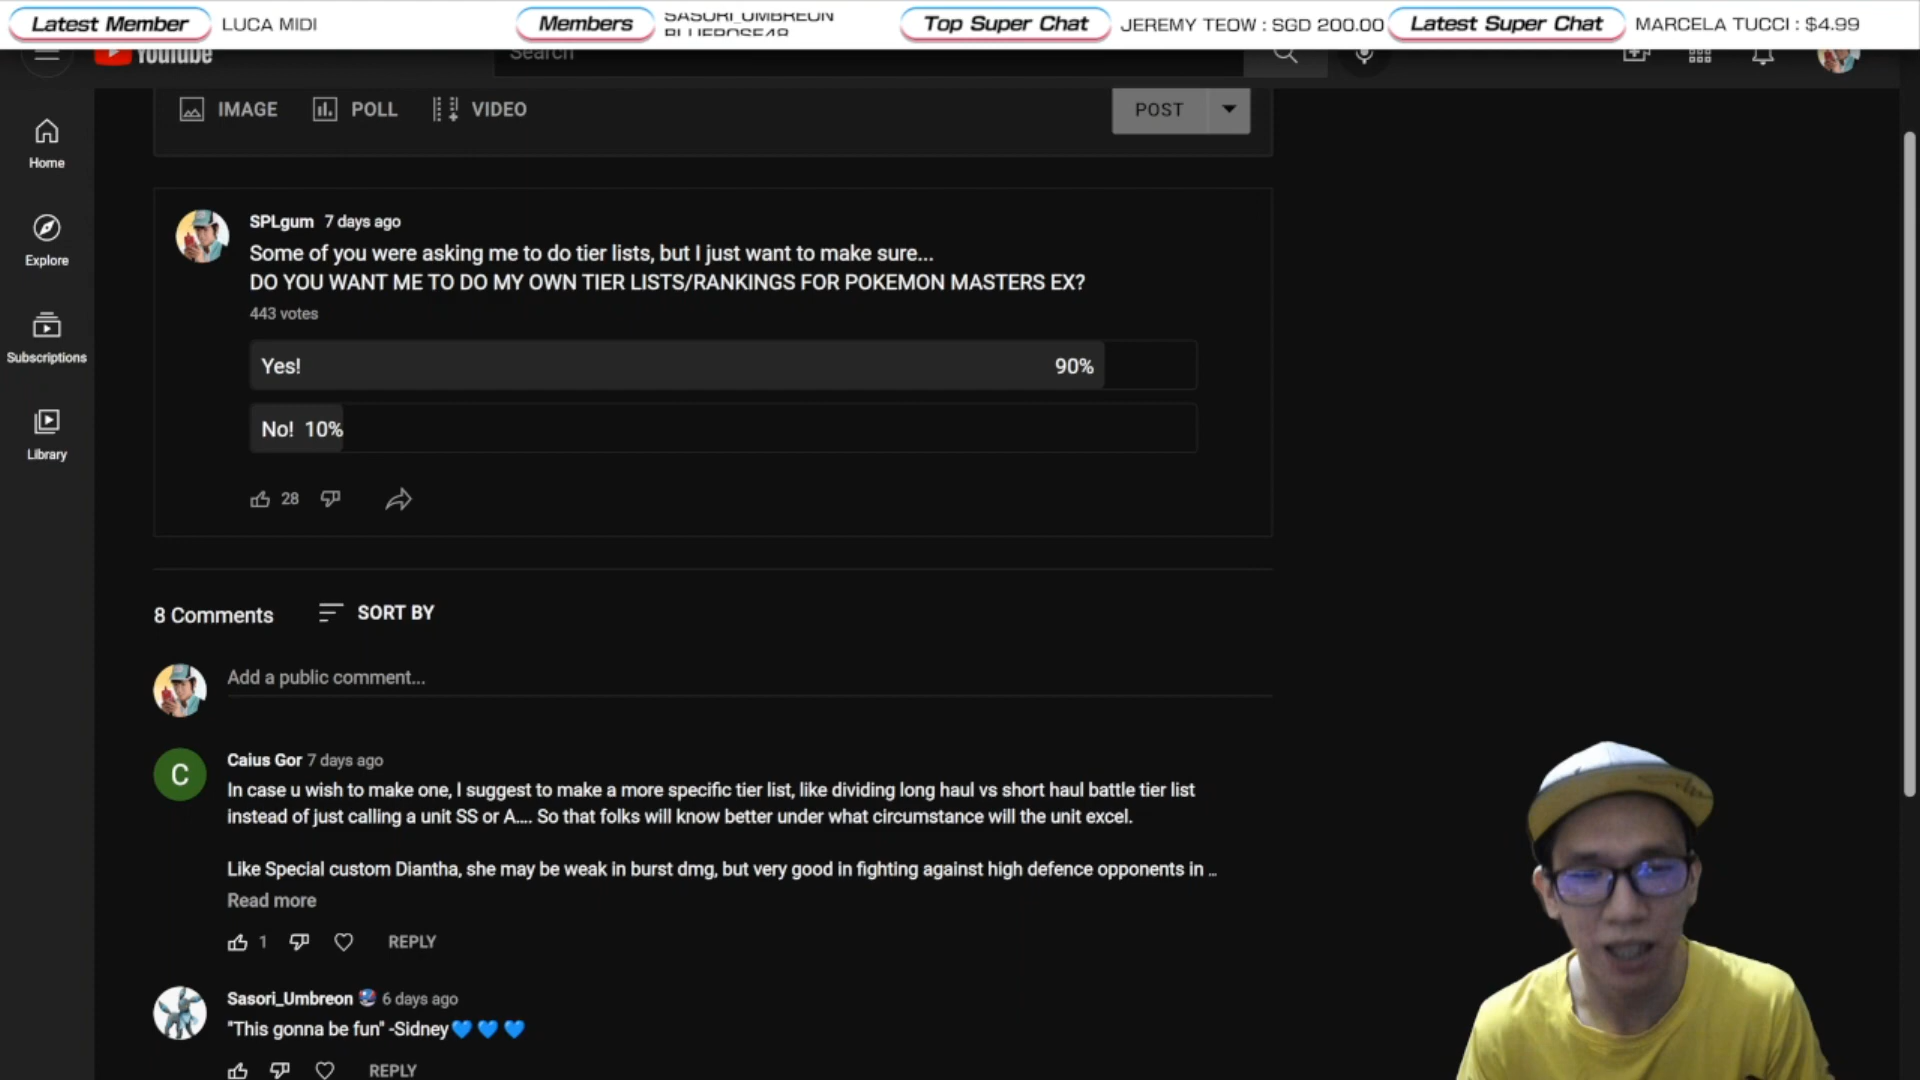 Latest Member LUCA MIDI Members SASORI_UMBREON Top Super Chat JEREMY TEOW : SGD 200.00 Latest Super Chat MARCELA TUCCI : $4.99
BLUEROSE48
YouTube Search
IMAGE POLL VIDEO POST
Home
Explore
Subscriptions
Library
SPLgum 7 days ago
Some of you were asking me to do tier lists, but I just want to make sure...
DO YOU WANT ME TO DO MY OWN TIER LISTS/RANKINGS FOR POKEMON MASTERS EX?
443 votes
Yes! 90%
No! 10%
28
8 Comments SORT BY
Add a public comment...
C
Caius Gor 7 days ago
In case u wish to make one, I suggest to make a more specific tier list, like dividing long haul vs short haul battle tier list
instead of just calling a unit SS or A.... So that folks will know better under what circumstance will the unit excel.
Like Special custom Diantha, she may be weak in burst dmg, but very good in fighting against high defence opponents in ...
Read more
1 REPLY
Sasori_Umbreon 6 days ago
"This gonna be fun" -Sidney💙💙💙
REPLY